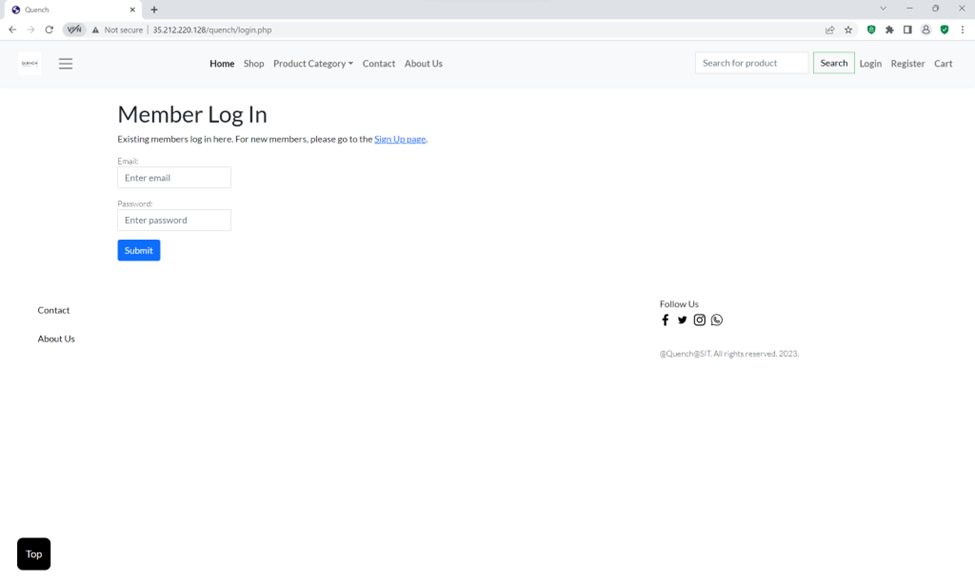 Quench
VPN
Not secure | 35.212.220.128/quench/login.php
QUENCH
Home Shop Product Category Contact About Us
Search for product
Search
Login Register Cart
Member Log In
Existing members log in here. For new members, please go to the Sign Up page.
Email:
Enter email
Password:
Enter password
Submit
Contact
About Us
Follow Us
@Quench@SIT. All rights reserved. 2023.
Top